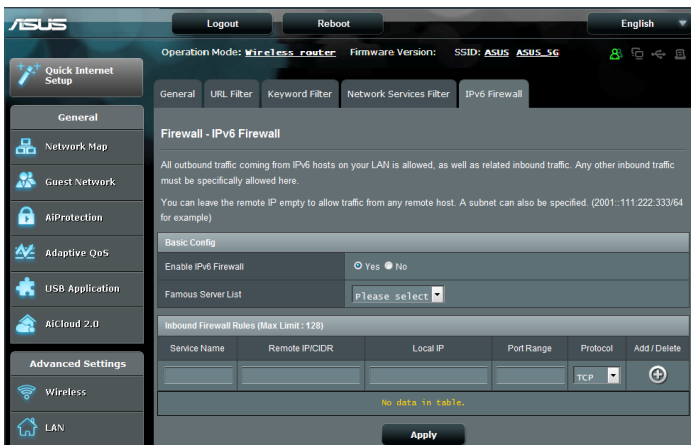 ASUS
Logout
Reboot
English
Operation Mode: Wireless router Firmware Version: SSID: ASUS ASUS_5G
Quick Internet
Setup
General
Network Map
Guest Network
AiProtection
Adaptive QoS
USB Application
AiCloud 2.0
Advanced Settings
Wireless
LAN
General
URL Filter
Keyword Filter
Network Services Filter
IPv6 Firewall
Firewall - IPv6 Firewall
All outbound traffic coming from IPv6 hosts on your LAN is allowed, as well as related inbound traffic. Any other inbound traffic
must be specifically allowed here.
You can leave the remote IP empty to allow traffic from any remote host. A subnet can also be specified. (2001::111:222:333/64
for example)
Basic Config
Enable IPv6 Firewall
Yes No
Famous Server List
Please select
Inbound Firewall Rules (Max Limit : 128)
Service Name
Remote IP/CIDR
Local IP
Port Range
Protocol
Add / Delete
TCP
No data in table.
Apply